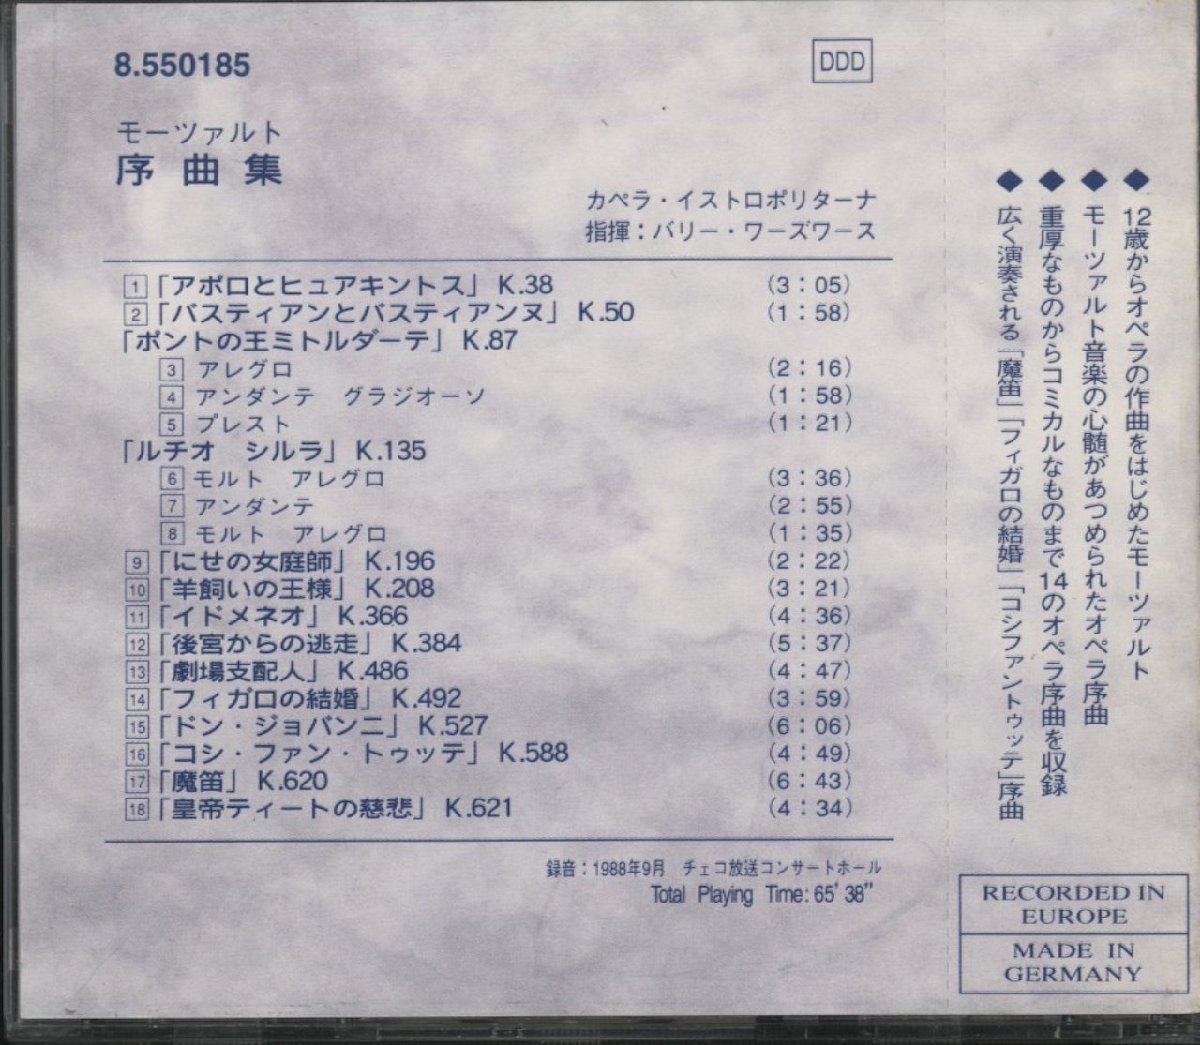 8.550185
DDD
モーツァルト
序曲集
カペラ・イストロポリターナ
指揮：バリー・ワーズワース
1 「アポロとヒュアキントス」 K.38 (3：05)
2 「バスティアンとバスティアンヌ」 K.50 (1：58)
「ポントの王ミトルダーテ」 K.87
3 アレグロ (2：16)
4 アンダンテ　グラジオーソ (1：58)
5 プレスト (1：21)
「ルチオ　シルラ」 K.135
6 モルト　アレグロ (3：36)
7 アンダンテ (2：55)
8 モルト　アレグロ (1：35)
9 「にせの女庭師」 K.196 (2：22)
10 「羊飼いの王様」 K.208 (3：21)
11 「イドメネオ」 K.366 (4：36)
12 「後宮からの逃走」 K.384 (5：37)
13 「劇場支配人」 K.486 (4：47)
14 「フィガロの結婚」 K.492 (3：59)
15 「ドン・ジョバンニ」 K.527 (6：06)
16 「コシ・ファン・トゥッテ」 K.588 (4：49)
17 「魔笛」 K.620 (6：43)
18 「皇帝ティートの慈悲」 K.621 (4：34)
録音：1988年9月　チェコ放送コンサートホール
Total Playing Time: 65' 38"
◆12歳からオペラの作曲をはじめたモーツァルト
◆モーツァルト音楽の心髄があつめられたオペラ序曲
◆重厚なものからコミカルなものまで14のオペラ序曲を収録
◆広く演奏される「魔笛」「フィガロの結婚」「コシファントゥッテ」序曲
RECORDED IN
EUROPE
MADE IN
GERMANY